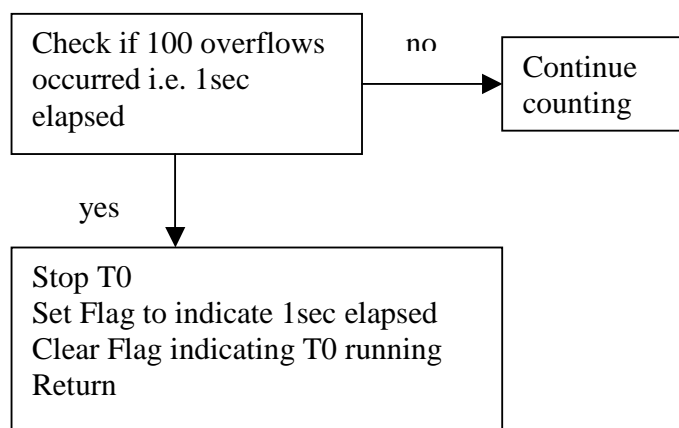 Check if 100 overflows
occurred i.e. 1sec
elapsed
no
Continue
counting
yes
Stop T0
Set Flag to indicate 1sec elapsed
Clear Flag indicating T0 running
Return